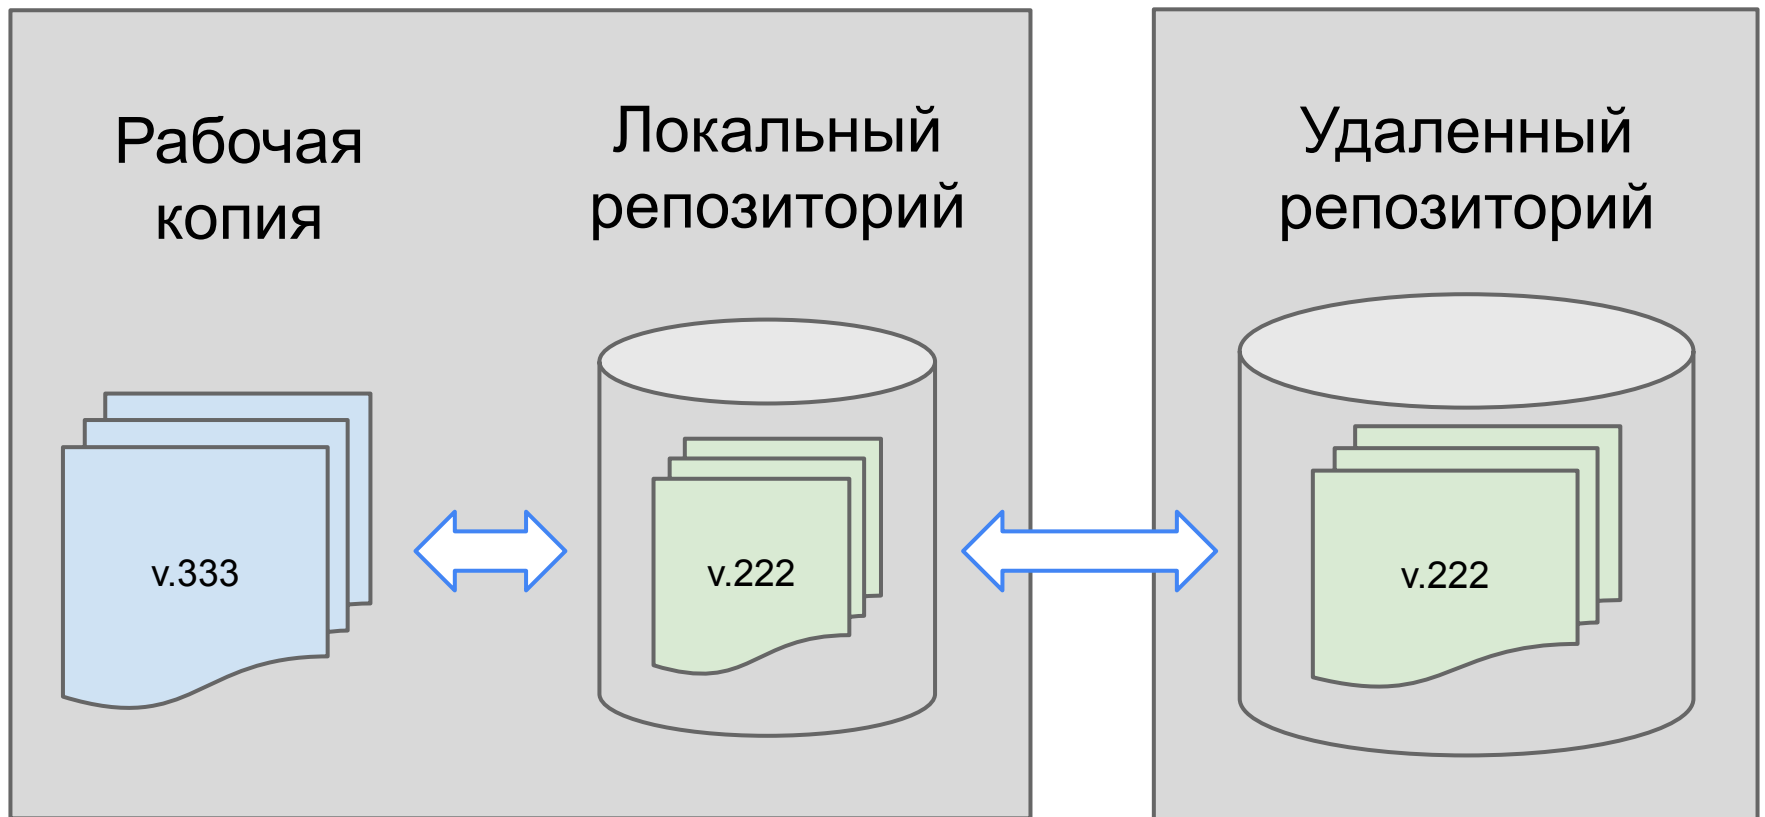 Рабочая
копия
Локальный
репозиторий
Удаленный
репозиторий
v.333
v.222
v.222